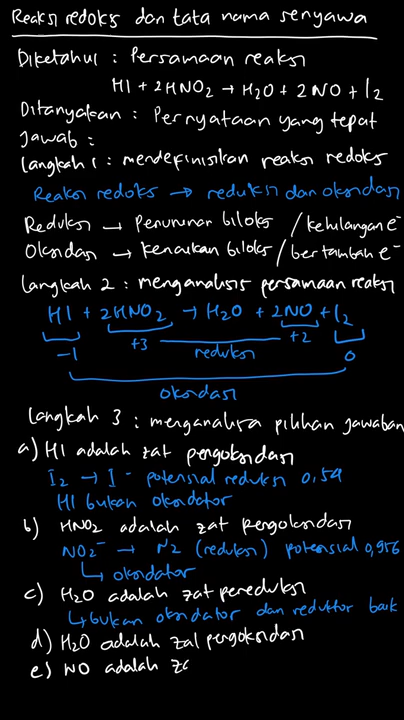 Reaksi redoks dan tata nama senyawa
Diketahui : Persamaan reaksi
HI + 2HNO2 → H2O + 2NO + I2
Ditanyakan : Pernyataan yang tepat
Jawab :
Langkah 1 : mendefinisikan reaksi redoks
Reaksi redoks → reduksi dan oksidasi
Reduksi → Penurunan biloks / kehilangan e⁻
Oksidasi → kenaikan biloks / bertambah e⁻
Langkah 2 : menganalisis persamaan reaksi
HI + 2HNO2 → H2O + 2NO + I2
-1 +3 reduksi +2 0
oksidasi
Langkah 3 : menganalisa pilihan jawaban
a) HI adalah zat pengoksidasi
I2 → I⁻ potensial reduksi 0,54
HI bukan oksidator
b) HNO2 adalah zat pengoksidasi
NO2⁻ → N2 (reduksi) potensial 0,956
↳ oksidator
c) H2O adalah zat pereduksi
↳ bukan oksidator dan reduktor baik
d) H2O adalah zat pengoksidasi
e) NO adalah za